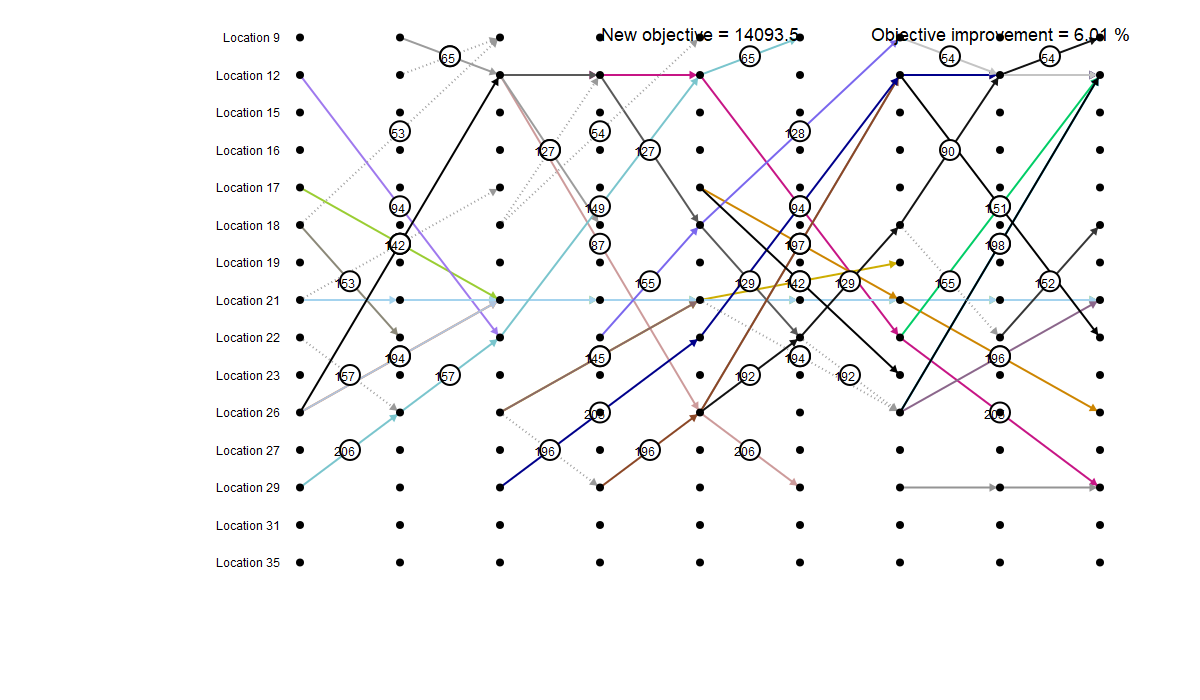 New objective = 14093.5 Objective improvement = 6.01 %
Location 9
65 65 54 54
Location 12
Location 15
53 54 128
Location 16
127 127 90
Location 17
94 149 94 151
Location 18
142 87 197 198
Location 19
153 155 129 142 129 155 152
Location 21
Location 22
194 145 194 196
Location 23
157 157 192 192
Location 26
203 203
Location 27
206 196 196 206
Location 29
Location 31
Location 35